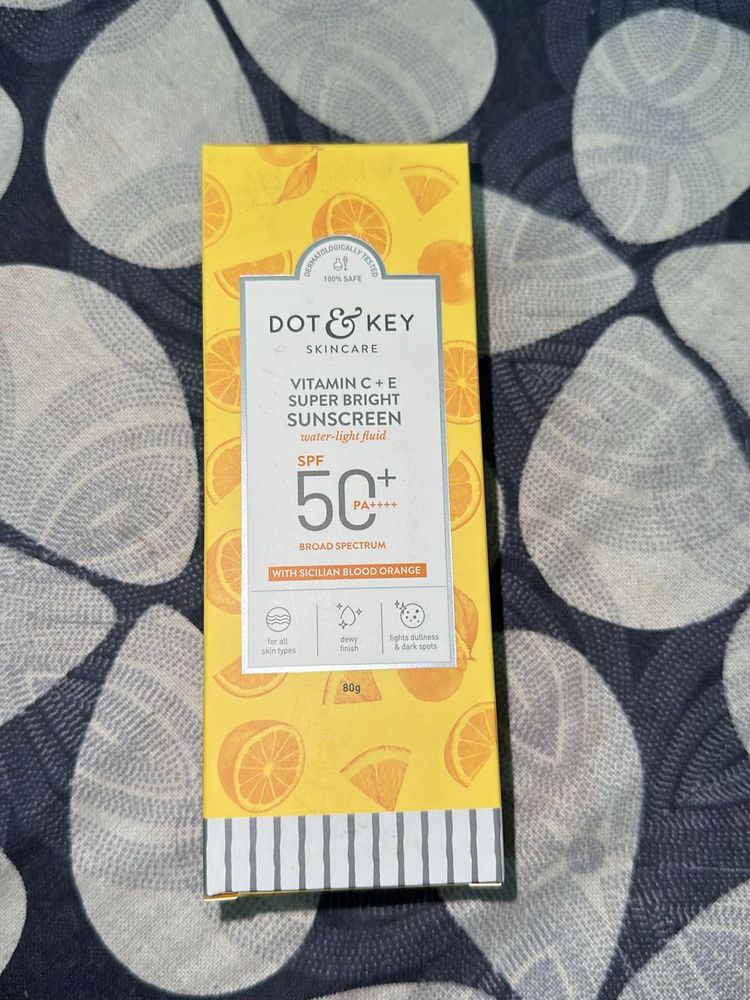 DERMATOLOGICALLY TESTED
100% SAFE
DOT & KEY
SKINCARE
VITAMIN C + E
SUPER BRIGHT
SUNSCREEN
water-light fluid
SPF
50+
PA++++
BROAD SPECTRUM
WITH SICILIAN BLOOD ORANGE
for all
skin types
dewy
finish
fights dullness
& dark spots
80g